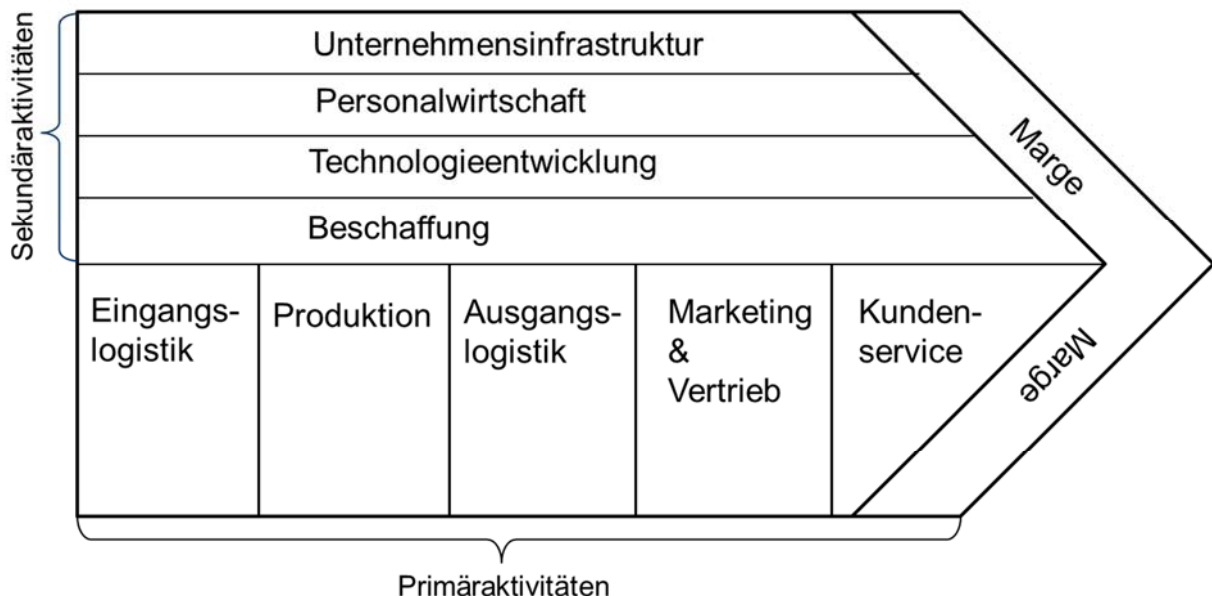 Sekundäraktivitäten
Unternehmensinfrastruktur
Personalwirtschaft
Technologieentwicklung
Beschaffung
Marge
Eingangs-
logistik
Produktion
Ausgangs-
logistik
Marketing
&
Vertrieb
Kunden-
service
Marge
Primäraktivitäten